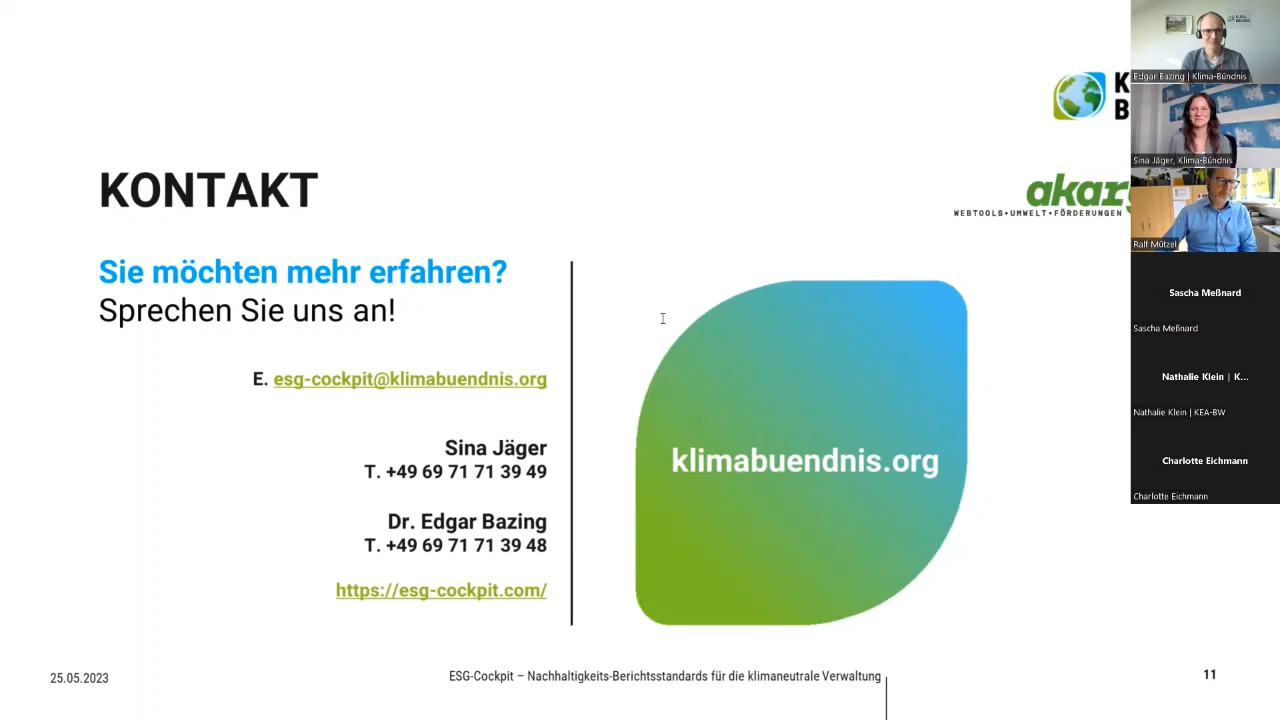 KONTAKT
Sie möchten mehr erfahren?
Sprechen Sie uns an!
E. esg-cockpit@klimabuendnis.org
Sina Jäger
T. +49 69 71 71 39 49
Dr. Edgar Bazing
T. +49 69 71 71 39 48
https://esg-cockpit.com/
klimabuendnis.org
K
B
akar
WEBTOOLS•UMWELT•FÖRDERUNGEN
Edgar Bazing | Klima-Bündnis
Sina Jäger, Klima-Bündnis
Ralf Mützel
Sascha Meßnard
Sascha Meßnard
Nathalie Klein | K...
Nathalie Klein | KEA-BW
Charlotte Eichmann
Charlotte Eichmann
25.05.2023
ESG-Cockpit – Nachhaltigkeits-Berichtsstandards für die klimaneutrale Verwaltung
11